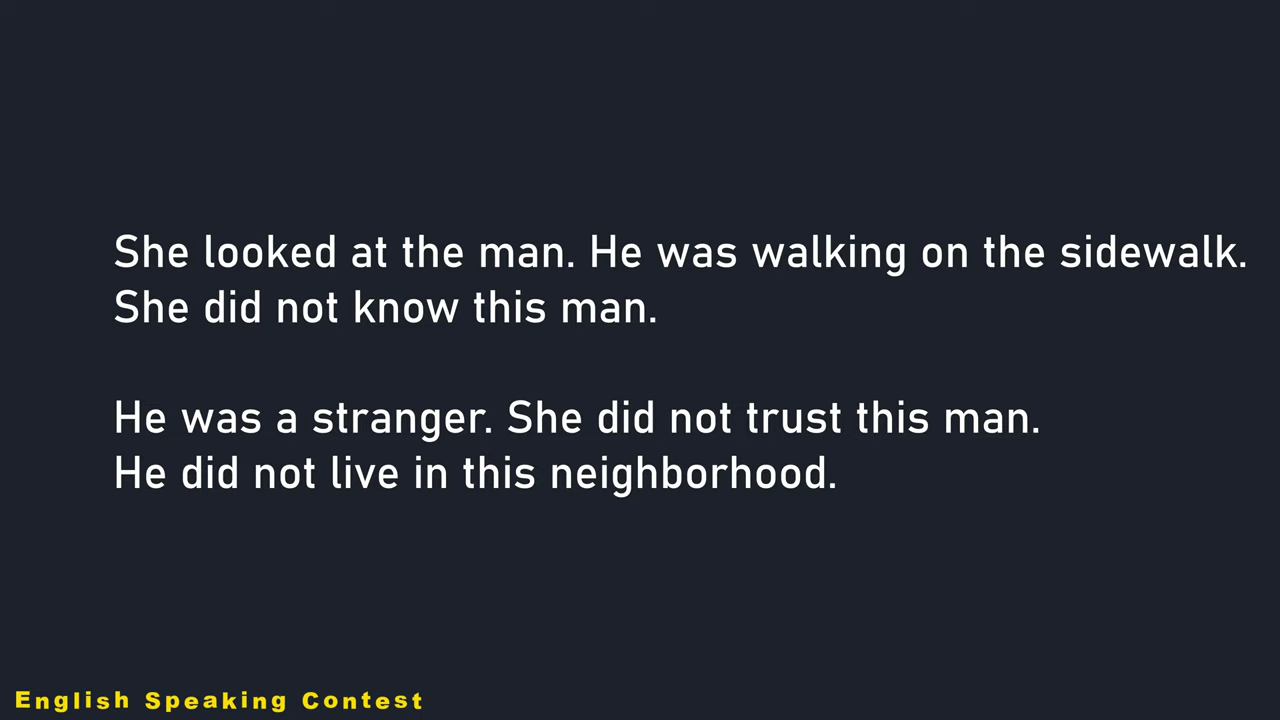 She looked at the man. He was walking on the sidewalk.
She did not know this man.
He was a stranger. She did not trust this man.
He did not live in this neighborhood.
English Speaking Contest